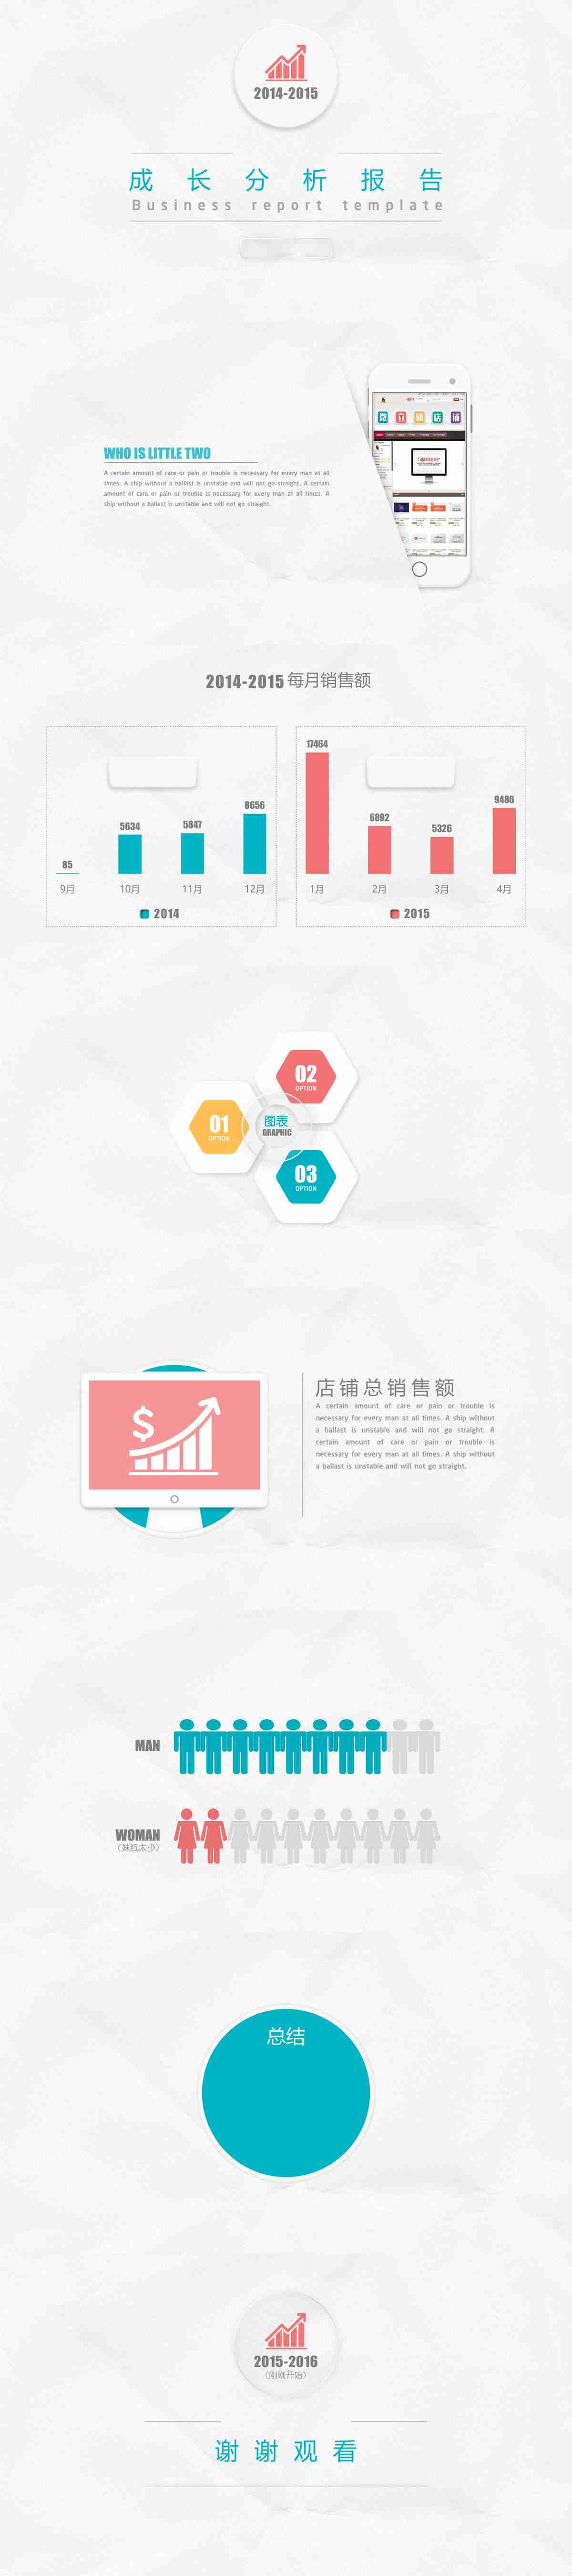 2014-2015
成长分析报告
Business report template
WHO IS LITTLE TWO
A certain amount of care or pain or trouble is necessary for every man at all
times. A ship without a ballast is unstable and will not go straight. A certain
amount of care or pain or trouble is necessary for every man at all times. A
ship without a ballast is unstable and will not go straight.
2014-2015 每月销售额
85
5634
5847
8656
9月
10月
11月
12月
2014
17464
6892
5326
9486
1月
2月
3月
4月
2015
02
OPTION
01
OPTION
图表
GRAPHIC
03
OPTION
$
店铺总销售额
A certain amount of care or pain or trouble is
necessary for every man at all times. A ship without
a ballast is unstable and will not go straight. A
certain amount of care or pain or trouble is
necessary for every man at all times. A ship without
a ballast is unstable and will not go straight.
MAN
WOMAN
（妹纸太少）
总结
2015-2016
（刚刚开始）
谢谢观看